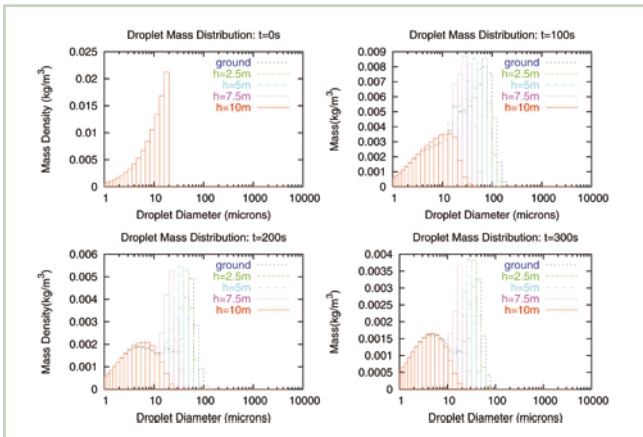 Droplet Mass Distribution: t=0s
Mass Density (kg/m³)
0.025
0.02
0.015
0.01
0.005
0
ground
h=2.5m
h=5m
h=7.5m
h=10m
1 10 100 1000 10000
Droplet Diameter (microns)
Droplet Mass Distribution: t=100s
Mass(kg/m³)
0.009
0.008
0.007
0.006
0.005
0.004
0.003
0.002
0.001
0
ground
h=2.5m
h=5m
h=7.5m
h=10m
1 10 100 1000 10000
Droplet Diameter (microns)
Droplet Mass Distribution: t=200s
Mass Density(kg/m³)
0.006
0.005
0.004
0.003
0.002
0.001
0
ground
h=2.5m
h=5m
h=7.5m
h=10m
1 10 100 1000 10000
Droplet Diameter (microns)
Droplet Mass Distribution: t=300s
Mass(kg/m³)
0.004
0.0035
0.003
0.0025
0.002
0.0015
0.001
0.0005
0
ground
h=2.5m
h=5m
h=7.5m
h=10m
1 10 100 1000 10000
Droplet Diameter (microns)